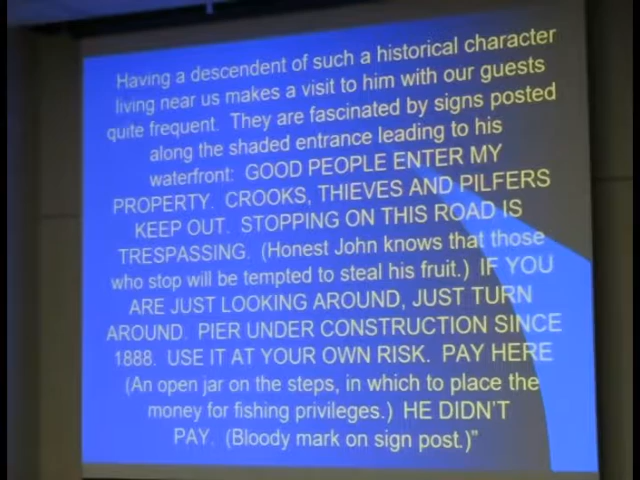 Having a descendent of such a historical character
living near us makes a visit to him with our guests
quite frequent. They are fascinated by signs posted
along the shaded entrance leading to his
waterfront: GOOD PEOPLE ENTER MY
PROPERTY. CROOKS, THIEVES AND PILFERS
KEEP OUT. STOPPING ON THIS ROAD IS
TRESPASSING. (Honest John knows that those
who stop will be tempted to steal his fruit.) IF YOU
ARE JUST LOOKING AROUND, JUST TURN
AROUND. PIER UNDER CONSTRUCTION SINCE
1888. USE IT AT YOUR OWN RISK. PAY HERE
(An open jar on the steps, in which to place the
money for fishing privileges.) HE DIDN'T
PAY. (Bloody mark on sign post.)"